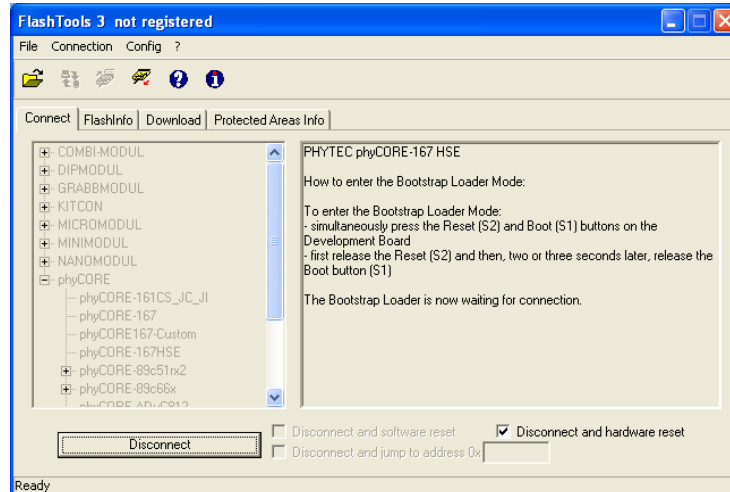 FlashTools 3 not registered
File Connection Config ?
Connect FlashInfo Download Protected Areas Info
COMBI-MODUL
DIPMODUL
GRABBMODUL
KITCON
MICROMODUL
MINIMODUL
NANOMODUL
phyCORE
phyCORE-161CS_JC_JI
phyCORE-167
phyCORE167-Custom
phyCORE-167HSE
phyCORE-89c51rx2
phyCORE-89c66x
phyCORE-ADuC812
PHYTEC phyCORE-167 HSE
How to enter the Bootstrap Loader Mode:
To enter the Bootstrap Loader Mode:
- simultaneously press the Reset (S2) and Boot (S1) buttons on the
Development Board
- first release the Reset (S2) and then, two or three seconds later, release the
Boot button (S1)
The Bootstrap Loader is now waiting for connection.
Disconnect
Disconnect and software reset
Disconnect and hardware reset
Disconnect and jump to address 0x
Ready